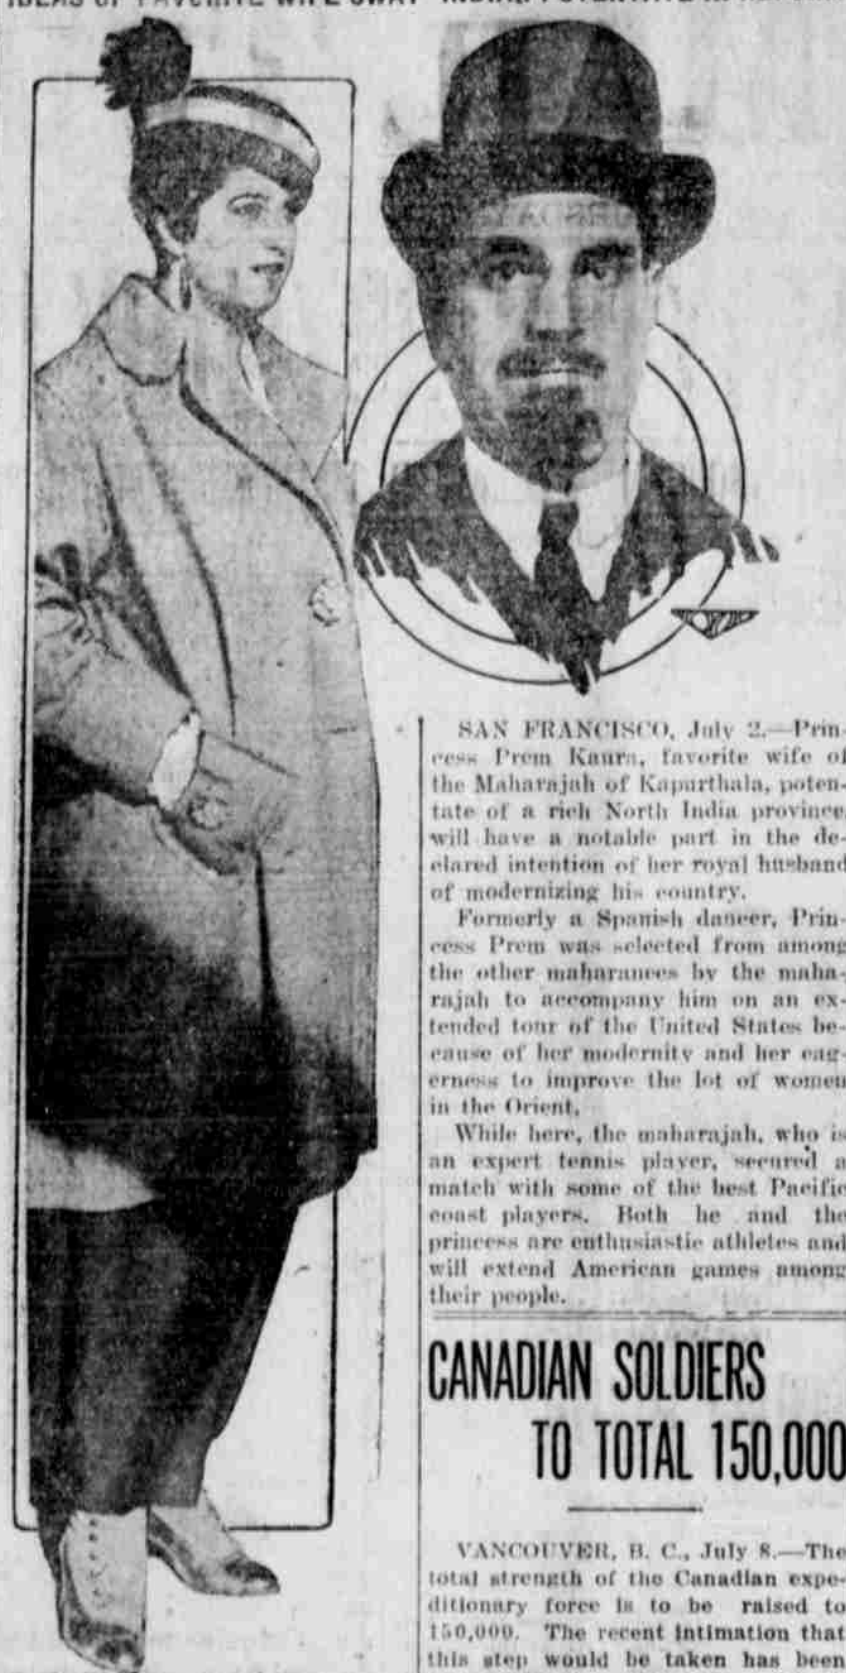 IDEAS OF FAVORITE WIFE SWAY
SAN FRANCISCO, July 2.—Prin-
cess Prem Kaura, favorite wife of
the Maharajah of Kapurthala, poten-
tate of a rich North India province,
will have a notable part in the de-
clared intention of her royal husband
of modernizing his country.
Formerly a Spanish dancer, Prin-
cess Prem was selected from among
the other maharanees by the maha-
rajah to accompany him on an ex-
tended tour of the United States be-
cause of her modernity and her eag-
erness to improve the lot of women
in the Orient.
While here, the maharajah, who is
an expert tennis player, secured a
match with some of the best Pacific
coast players. Both he and the
princess are enthusiastic athletes and
will extend American games among
their people.
CANADIAN SOLDIERS
TO TOTAL 150,000
VANCOUVER, B. C., July 8.—The
total strength of the Canadian expe-
ditionary force is to be raised to
150,000. The recent intimation that
this step would be taken has been